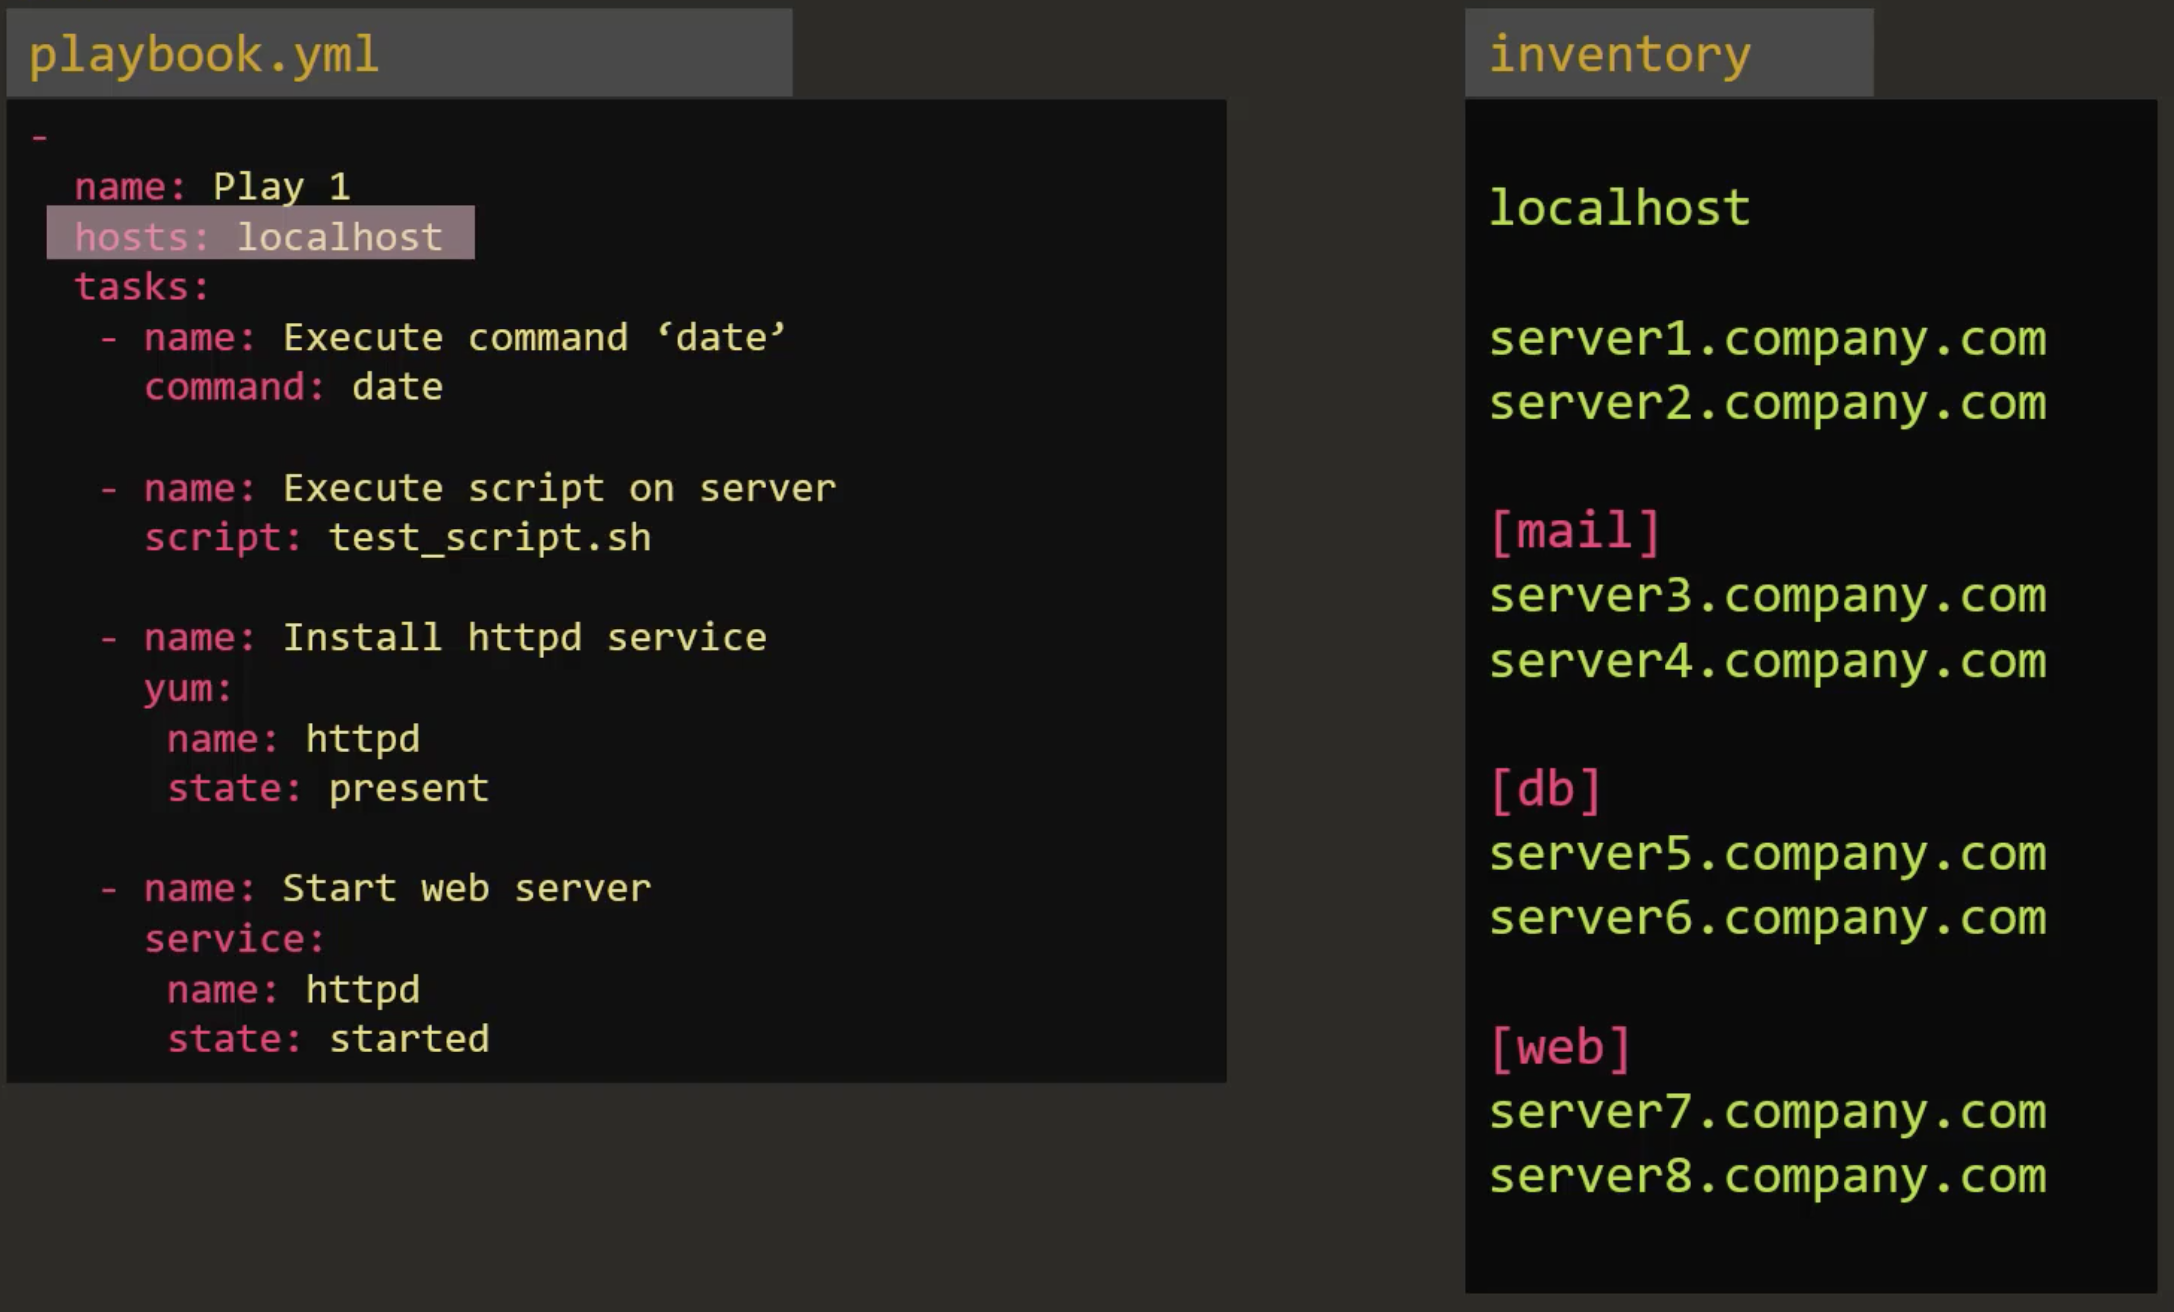 playbook.yml
-
name: Play 1
hosts: localhost
tasks:
- name: Execute command ‘date’
command: date
- name: Execute script on server
script: test_script.sh
- name: Install httpd service
yum:
name: httpd
state: present
- name: Start web server
service:
name: httpd
state: started
inventory
localhost
server1.company.com
server2.company.com
[mail]
server3.company.com
server4.company.com
[db]
server5.company.com
server6.company.com
[web]
server7.company.com
server8.company.com